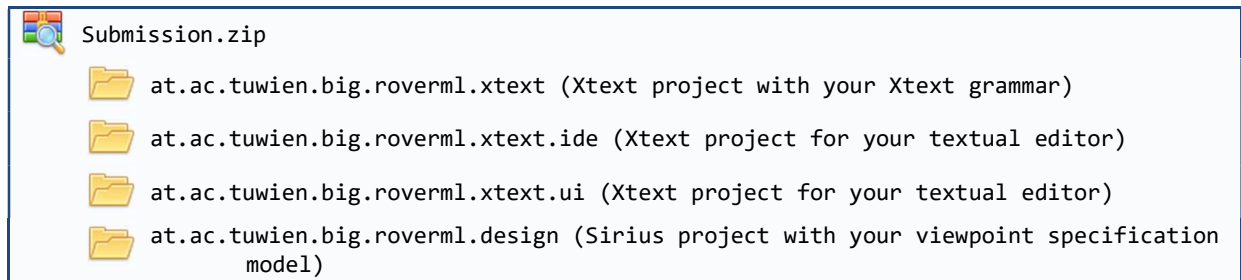 Submission.zip
at.ac.tuwien.big.roverml.xtext (Xtext project with your Xtext grammar)
at.ac.tuwien.big.roverml.xtext.ide (Xtext project for your textual editor)
at.ac.tuwien.big.roverml.xtext.ui (Xtext project for your textual editor)
at.ac.tuwien.big.roverml.design (Sirius project with your viewpoint specification
model)